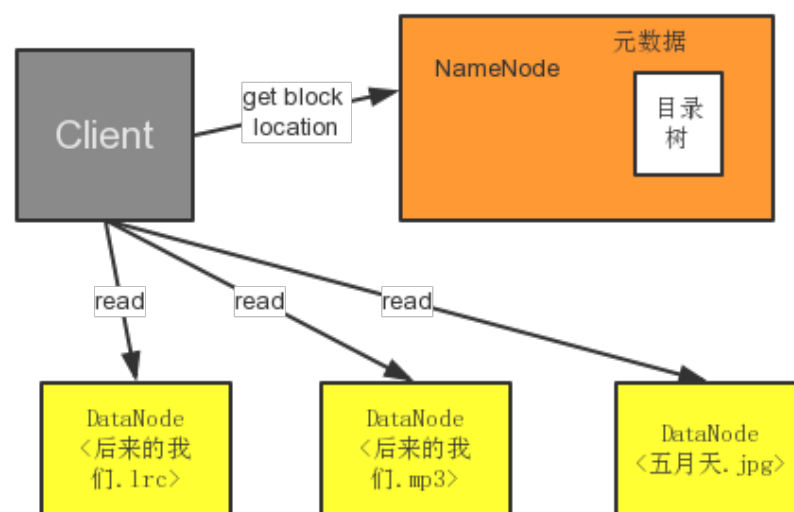 元数据
NameNode
目录
树
Client
get block
location
read
read
read
DataNode
<后来的我
们.lrc>
DataNode
<后来的我
们.mp3>
DataNode
<五月天.jpg>